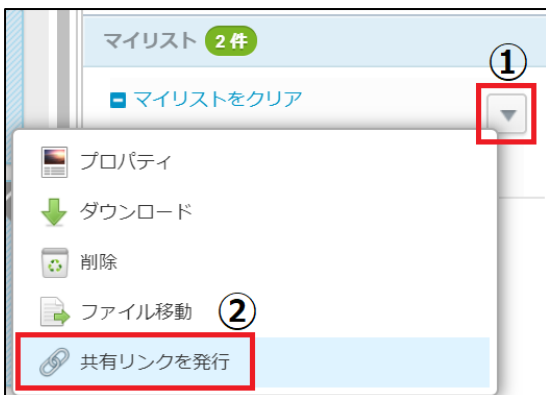 マイリスト 2件
①
マイリストをクリア
プロパティ
ダウンロード
削除
ファイル移動 ②
共有リンクを発行